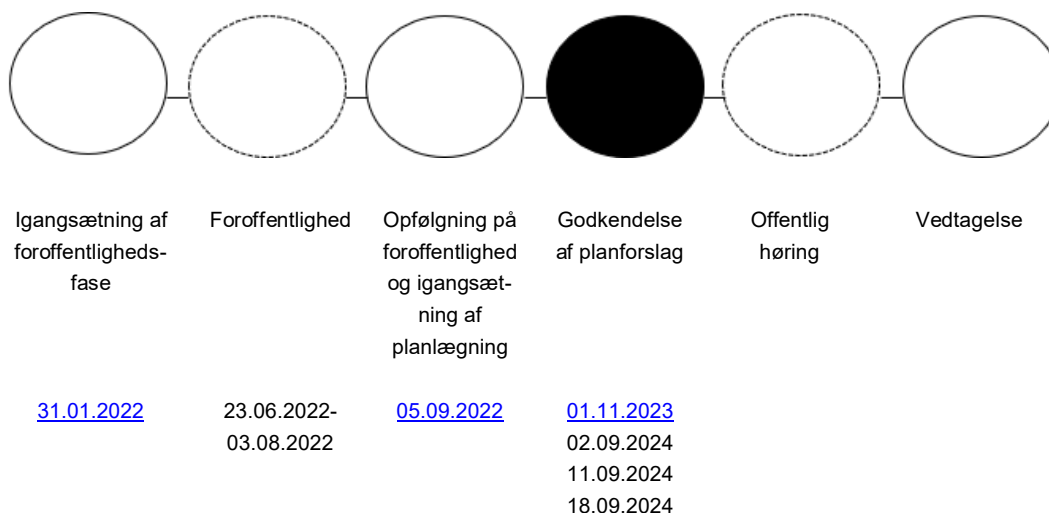 Igangsætning af
foroffentligheds-
fase
Foroffentlighed
Opfølgning på
foroffentlighed
og igangsæt-
ning af
planlægning
Godkendelse
af planforslag
Offentlig
høring
Vedtagelse
31.01.2022
23.06.2022-
03.08.2022
05.09.2022
01.11.2023
02.09.2024
11.09.2024
18.09.2024